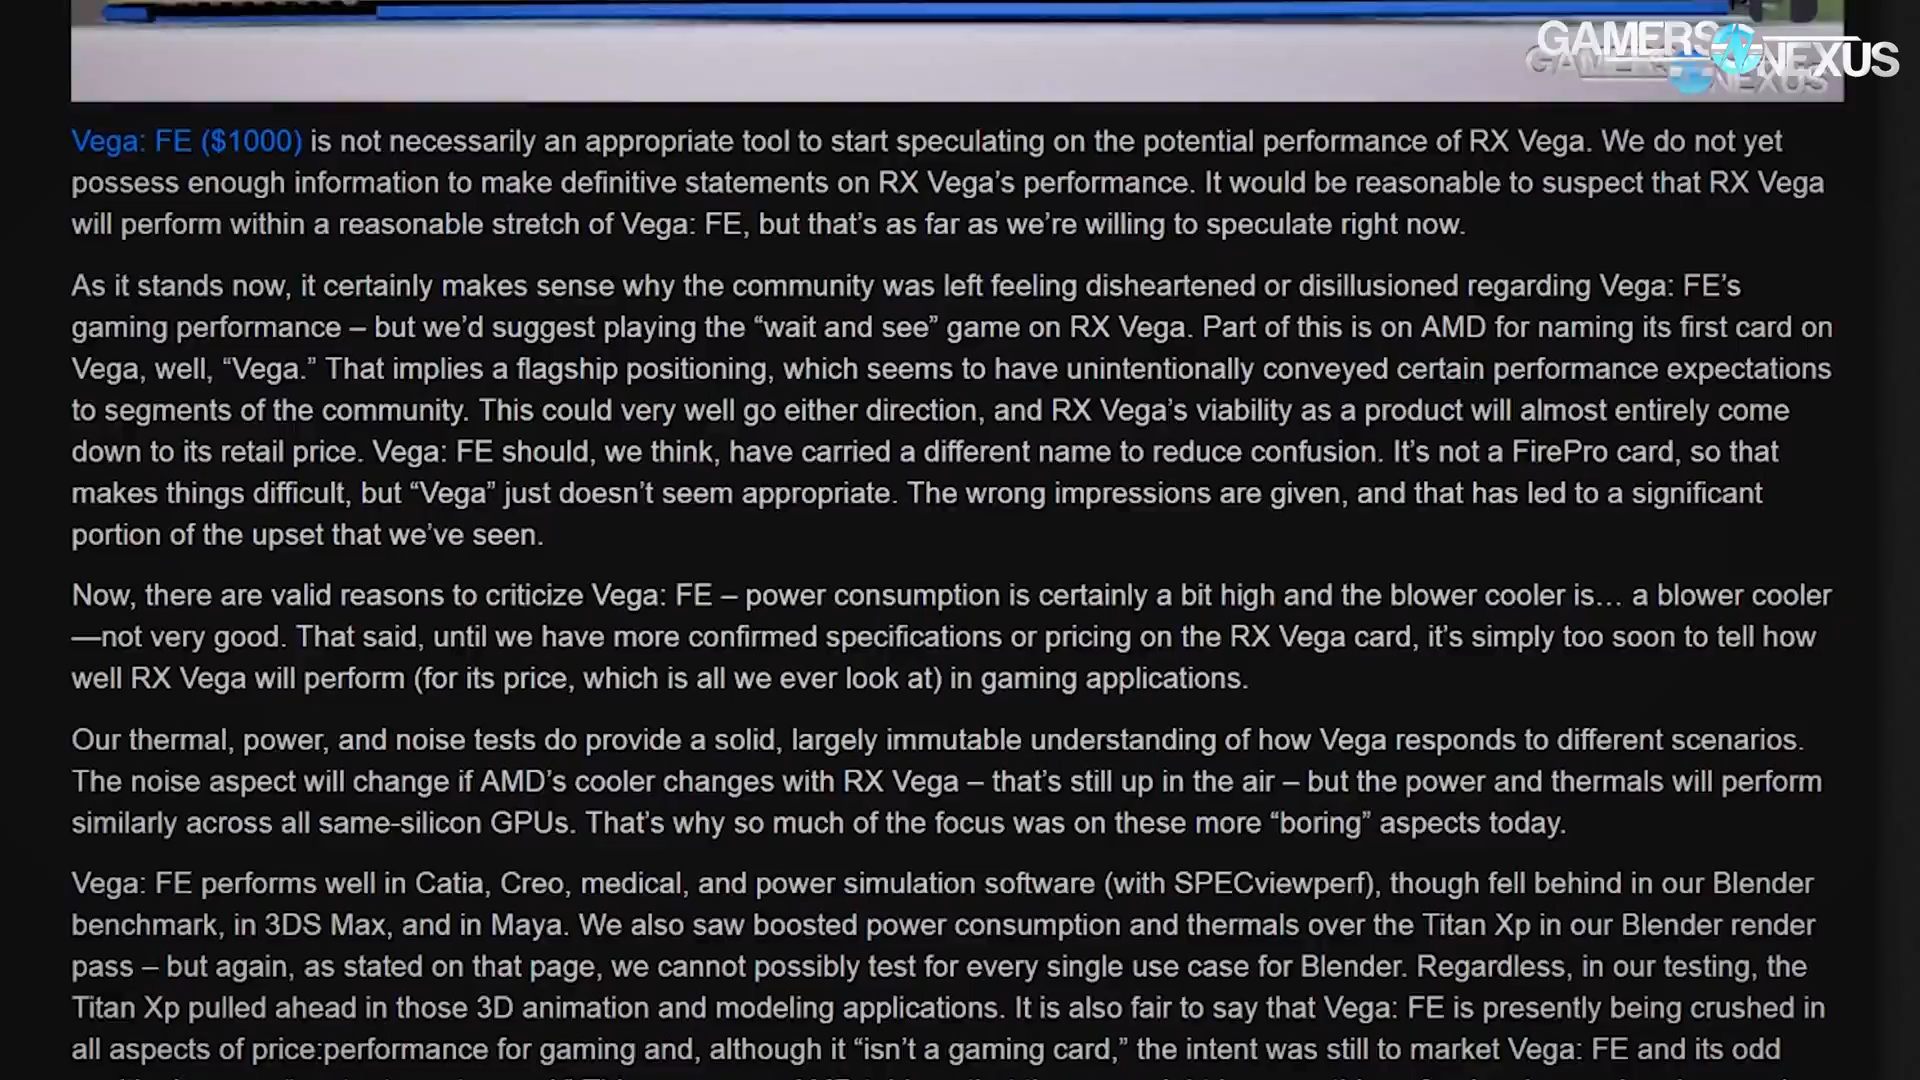 GAMERS NEXUS
GAMERS NEXUS
Vega: FE ($1000) is not necessarily an appropriate tool to start speculating on the potential performance of RX Vega. We do not yet
possess enough information to make definitive statements on RX Vega’s performance. It would be reasonable to suspect that RX Vega
will perform within a reasonable stretch of Vega: FE, but that’s as far as we’re willing to speculate right now.
As it stands now, it certainly makes sense why the community was left feeling disheartened or disillusioned regarding Vega: FE’s
gaming performance – but we’d suggest playing the “wait and see” game on RX Vega. Part of this is on AMD for naming its first card on
Vega, well, “Vega.” That implies a flagship positioning, which seems to have unintentionally conveyed certain performance expectations
to segments of the community. This could very well go either direction, and RX Vega’s viability as a product will almost entirely come
down to its retail price. Vega: FE should, we think, have carried a different name to reduce confusion. It’s not a FirePro card, so that
makes things difficult, but “Vega” just doesn’t seem appropriate. The wrong impressions are given, and that has led to a significant
portion of the upset that we’ve seen.
Now, there are valid reasons to criticize Vega: FE – power consumption is certainly a bit high and the blower cooler is… a blower cooler
—not very good. That said, until we have more confirmed specifications or pricing on the RX Vega card, it’s simply too soon to tell how
well RX Vega will perform (for its price, which is all we ever look at) in gaming applications.
Our thermal, power, and noise tests do provide a solid, largely immutable understanding of how Vega responds to different scenarios.
The noise aspect will change if AMD’s cooler changes with RX Vega – that’s still up in the air – but the power and thermals will perform
similarly across all same-silicon GPUs. That’s why so much of the focus was on these more “boring” aspects today.
Vega: FE performs well in Catia, Creo, medical, and power simulation software (with SPECviewperf), though fell behind in our Blender
benchmark, in 3DS Max, and in Maya. We also saw boosted power consumption and thermals over the Titan Xp in our Blender render
pass – but again, as stated on that page, we cannot possibly test for every single use case for Blender. Regardless, in our testing, the
Titan Xp pulled ahead in those 3D animation and modeling applications. It is also fair to say that Vega: FE is presently being crushed in
all aspects of price:performance for gaming and, although it “isn’t a gaming card,” the intent was still to market Vega: FE and its odd